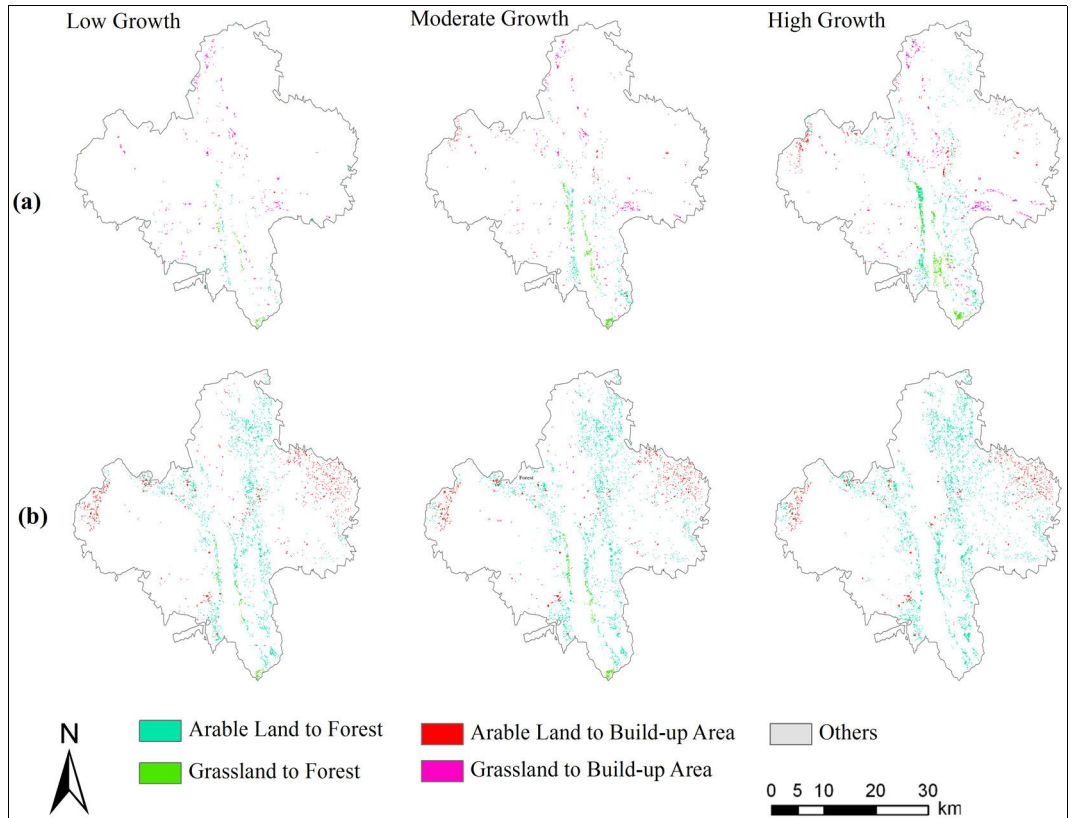 Low Growth
Moderate Growth
High Growth
(a)
(b)
Forest
N
Arable Land to Forest
Arable Land to Build-up Area
Others
Grassland to Forest
Grassland to Build-up Area
0 5 10 20 30
km